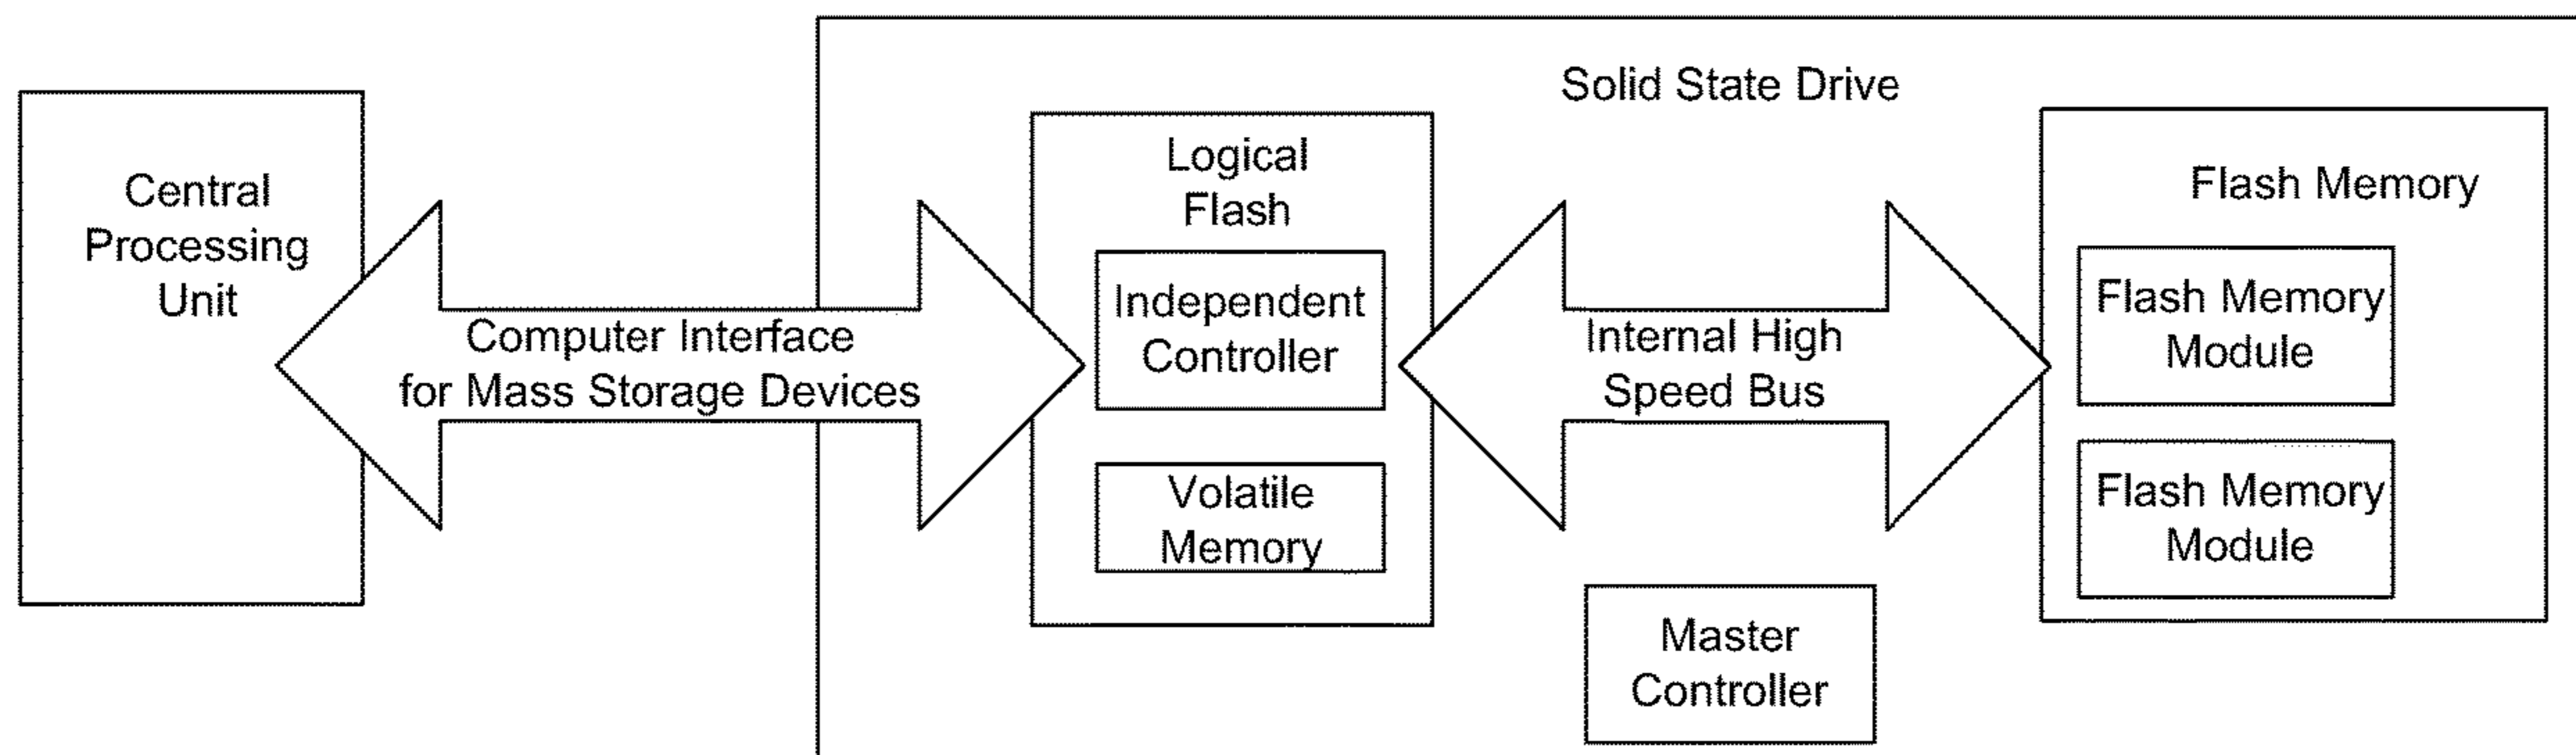 Solid State Drive
Central
Processing
Unit
Computer Interface
for Mass Storage Devices
Logical
Flash
Independent
Controller
Volatile
Memory
Internal High
Speed Bus
Master
Controller
Flash Memory
Flash Memory
Module
Flash Memory
Module